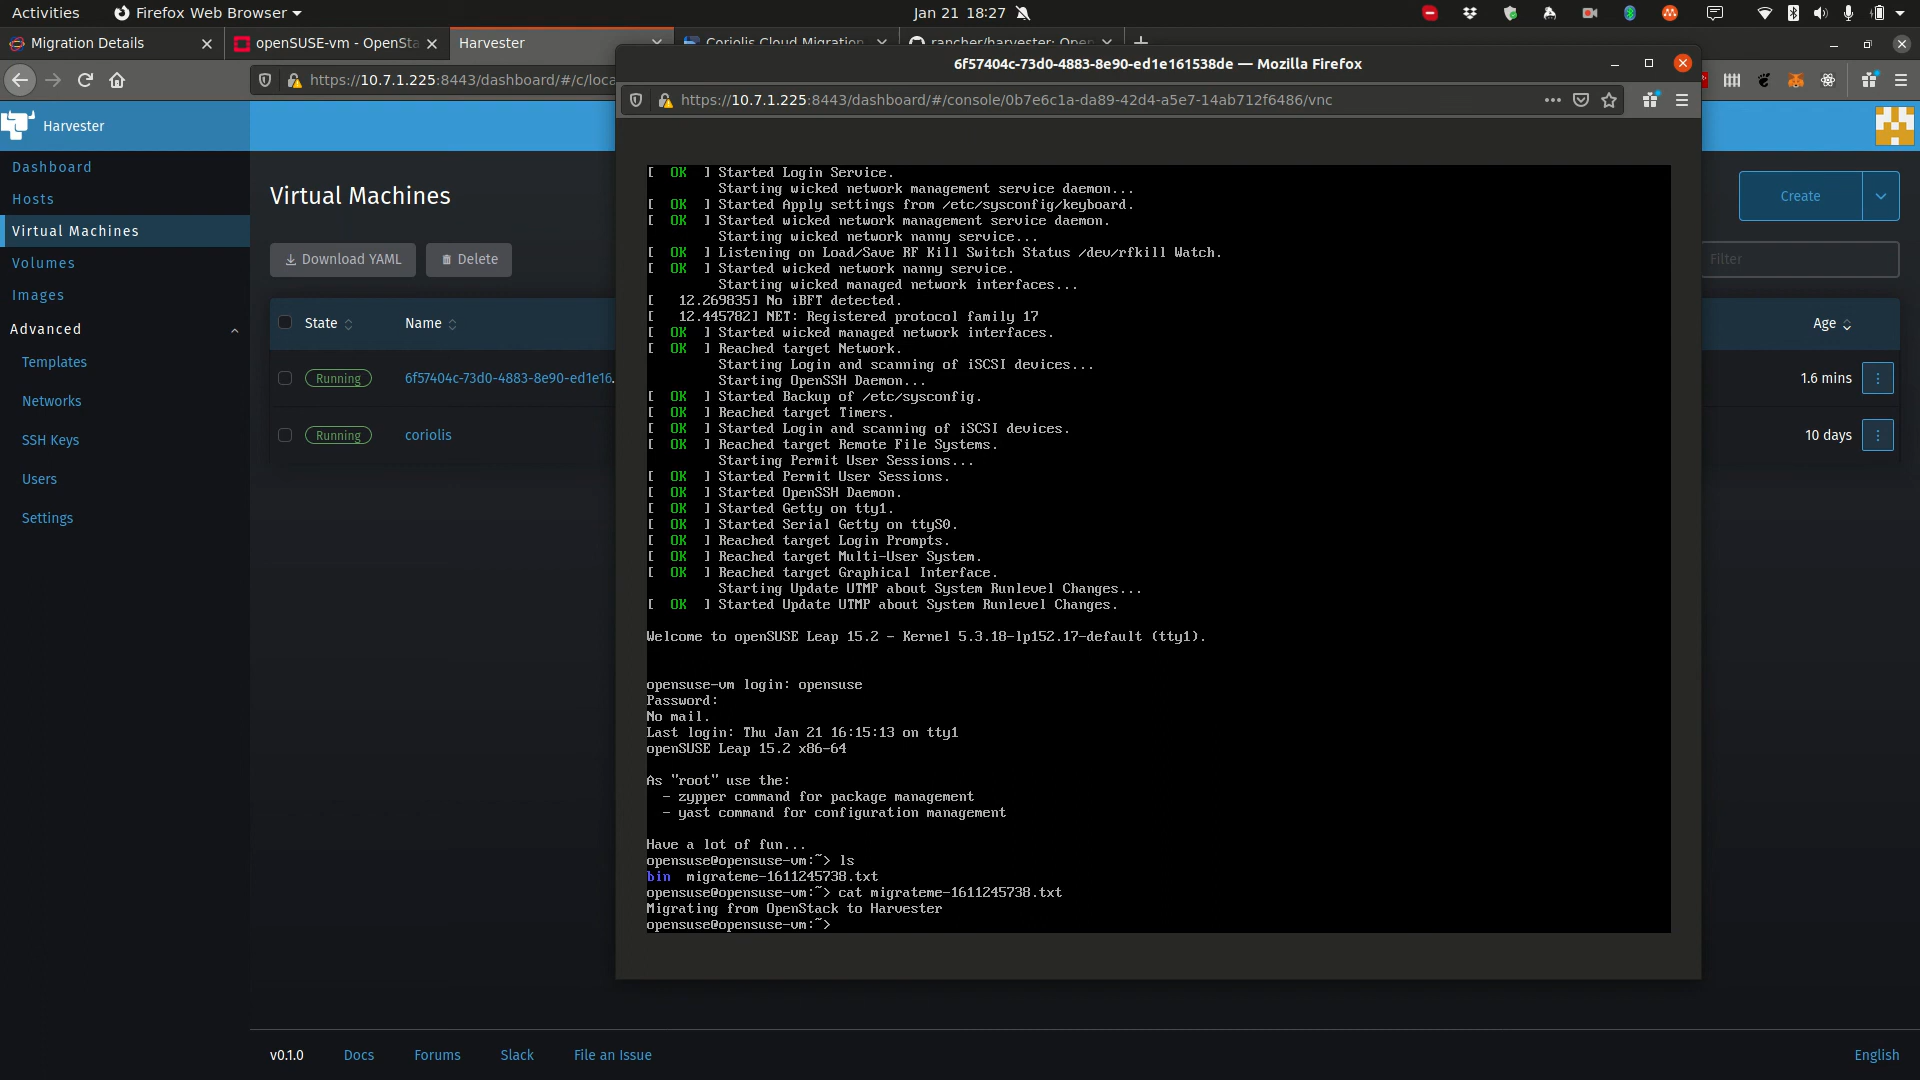 Activities
Firefox Web Browser
Jan 21 18:27
Migration Details
openSUSE-vm - OpenSta
Harvester
Coriolis Cloud Migration
rancher/harvester: Open
https://10.7.1.225:8443/dashboard/#/c/loca
6f57404c-73d0-4883-8e90-ed1e161538de — Mozilla Firefox
https://10.7.1.225:8443/dashboard/#/console/0b7e6c1a-da89-42d4-a5e7-14ab712f6486/vnc
Harvester
Dashboard
Hosts
Virtual Machines
Volumes
Images
Advanced
Templates
Networks
SSH Keys
Users
Settings
Virtual Machines
Create
Download YAML
Delete
Filter
State
Name
Age
Running
6f57404c-73d0-4883-8e90-ed1e16.
1.6 mins
Running
coriolis
10 days
[  OK  ] Started Login Service.
Starting wicked network management service daemon...
[  OK  ] Started Apply settings from /etc/sysconfig/keyboard.
[  OK  ] Started wicked network management service daemon.
Starting wicked network nanny service...
[  OK  ] Listening on Load/Save RF Kill Switch Status /dev/rfkill Watch.
[  OK  ] Started wicked network nanny service.
Starting wicked managed network interfaces...
[   12.269835] No iBFT detected.
[   12.445782] NET: Registered protocol family 17
[  OK  ] Started wicked managed network interfaces.
[  OK  ] Reached target Network.
Starting Login and scanning of iSCSI devices...
Starting OpenSSH Daemon...
[  OK  ] Started Backup of /etc/sysconfig.
[  OK  ] Reached target Timers.
[  OK  ] Started Login and scanning of iSCSI devices.
[  OK  ] Reached target Remote File Systems.
Starting Permit User Sessions...
[  OK  ] Started Permit User Sessions.
[  OK  ] Started OpenSSH Daemon.
[  OK  ] Started Getty on tty1.
[  OK  ] Started Serial Getty on ttyS0.
[  OK  ] Reached target Login Prompts.
[  OK  ] Reached target Multi-User System.
[  OK  ] Reached target Graphical Interface.
Starting Update UTMP about System Runlevel Changes...
[  OK  ] Started Update UTMP about System Runlevel Changes.
Welcome to openSUSE Leap 15.2 - Kernel 5.3.18-lp152.17-default (tty1).
opensuse-vm login: opensuse
Password:
No mail.
Last login: Thu Jan 21 16:15:13 on tty1
openSUSE Leap 15.2 x86-64
As "root" use the:
- zypper command for package management
- yast command for configuration management
Have a lot of fun...
opensuse@opensuse-vm:~> ls
bin  migrateme-1611245738.txt
opensuse@opensuse-vm:~> cat migrateme-1611245738.txt
Migrating from OpenStack to Harvester
opensuse@opensuse-vm:~>
v0.1.0
Docs
Forums
Slack
File an Issue
English